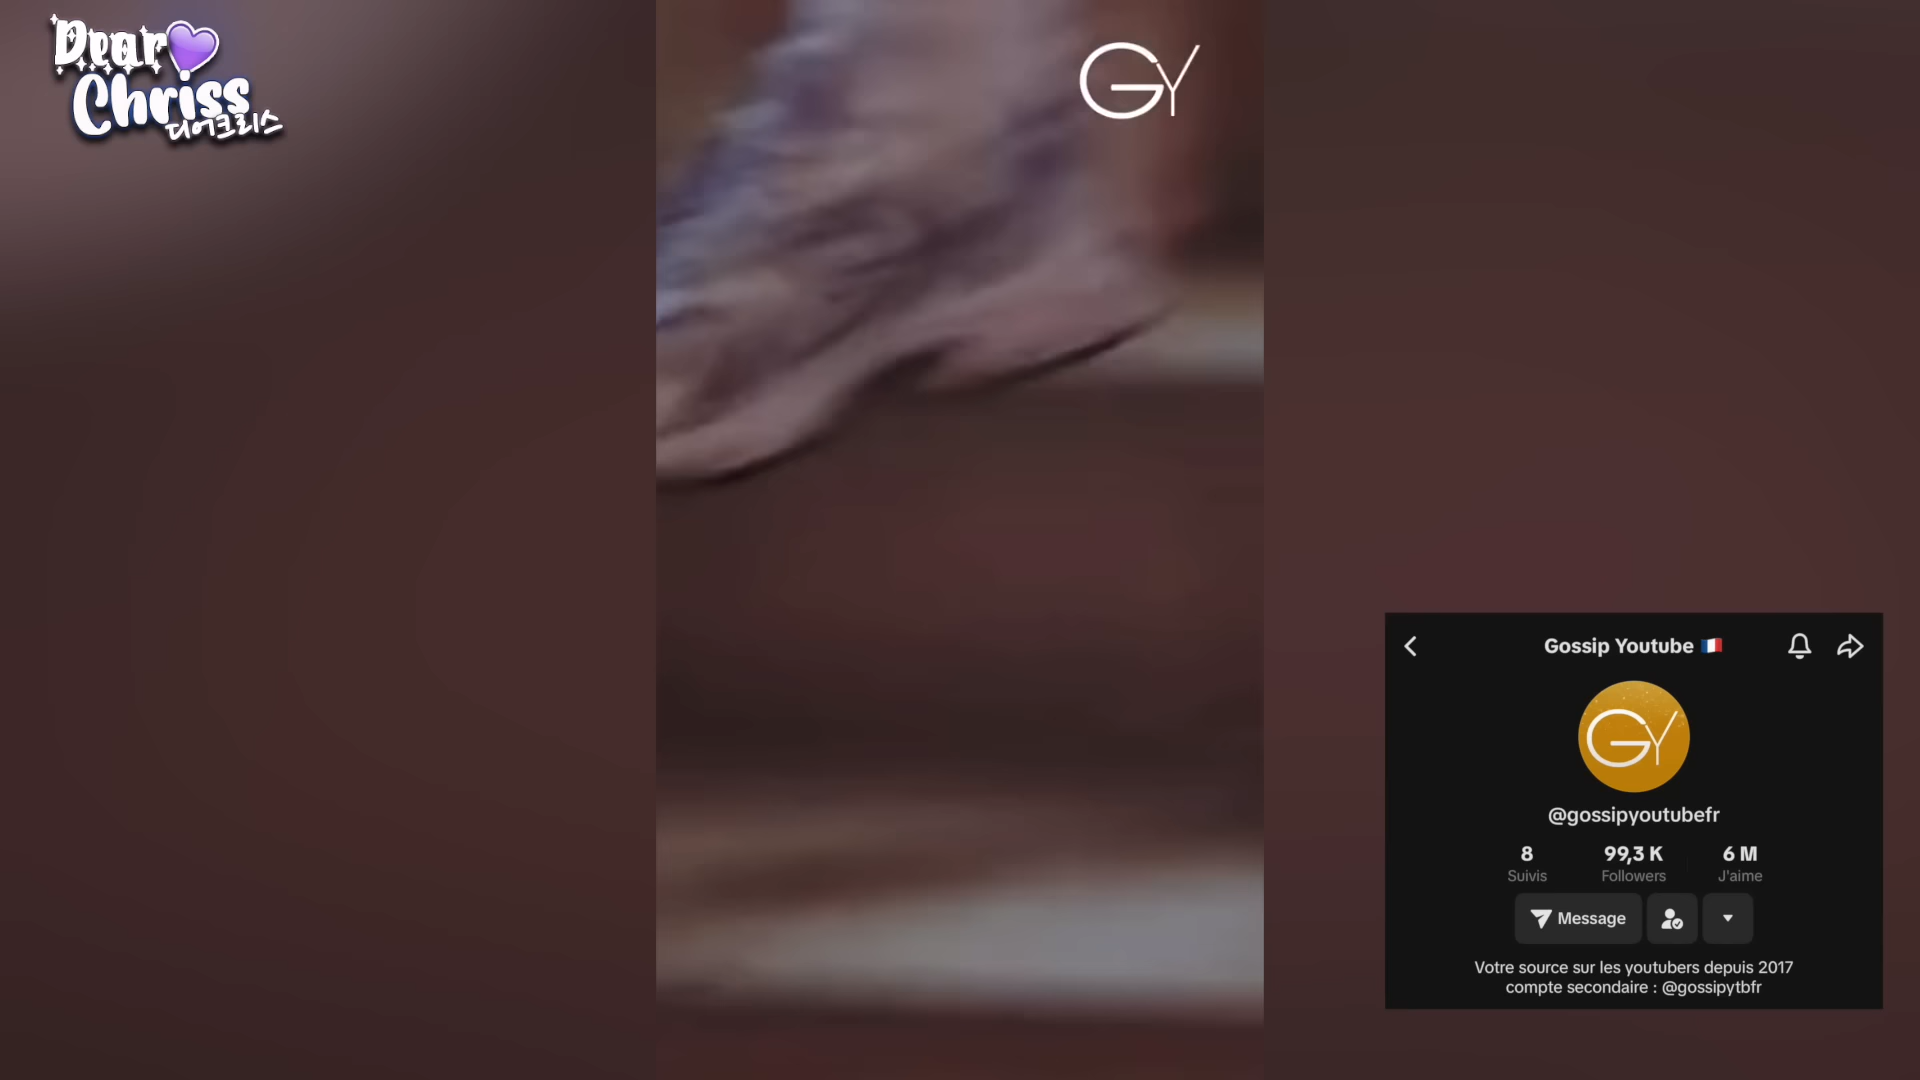 Dear
Chriss
디어크리스
GY
Gossip Youtube 🇫🇷
GY
@gossipyoutubefr
8 99,3 K 6 M
Suivis Followers J'aime
Message
Votre source sur les youtubers depuis 2017
compte secondaire : @gossipytbfr